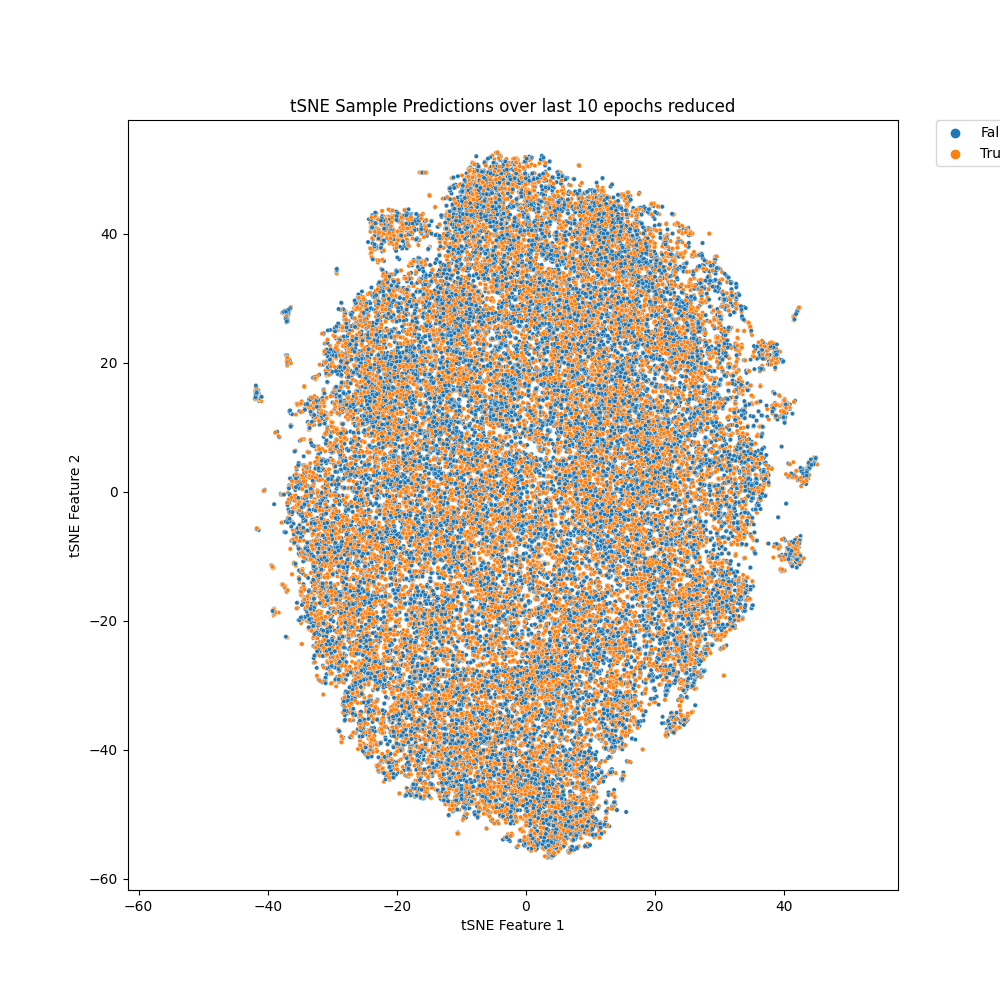 tSNE Sample Predictions over last 10 epochs reduced
Fal
Tru
40
20
0
−20
−40
−60
tSNE Feature 2
−60
−40
−20
0
20
40
tSNE Feature 1